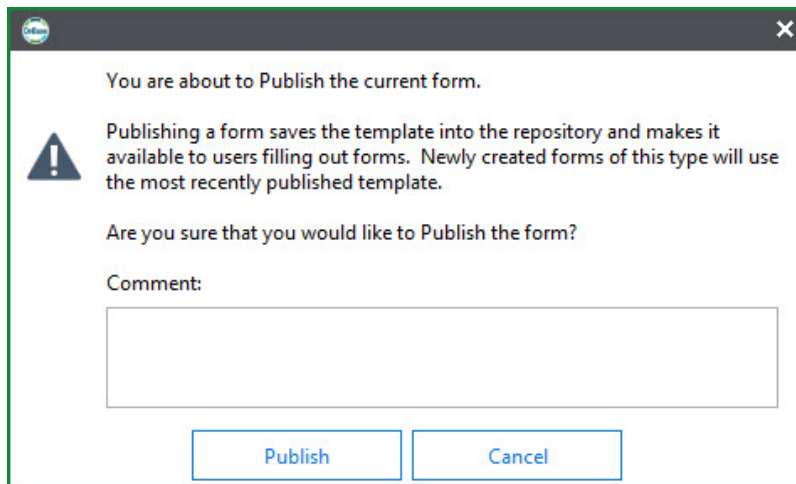 You are about to Publish the current form.
Publishing a form saves the template into the repository and makes it
available to users filling out forms.  Newly created forms of this type will use
the most recently published template.
Are you sure that you would like to Publish the form?
Comment:
Publish
Cancel